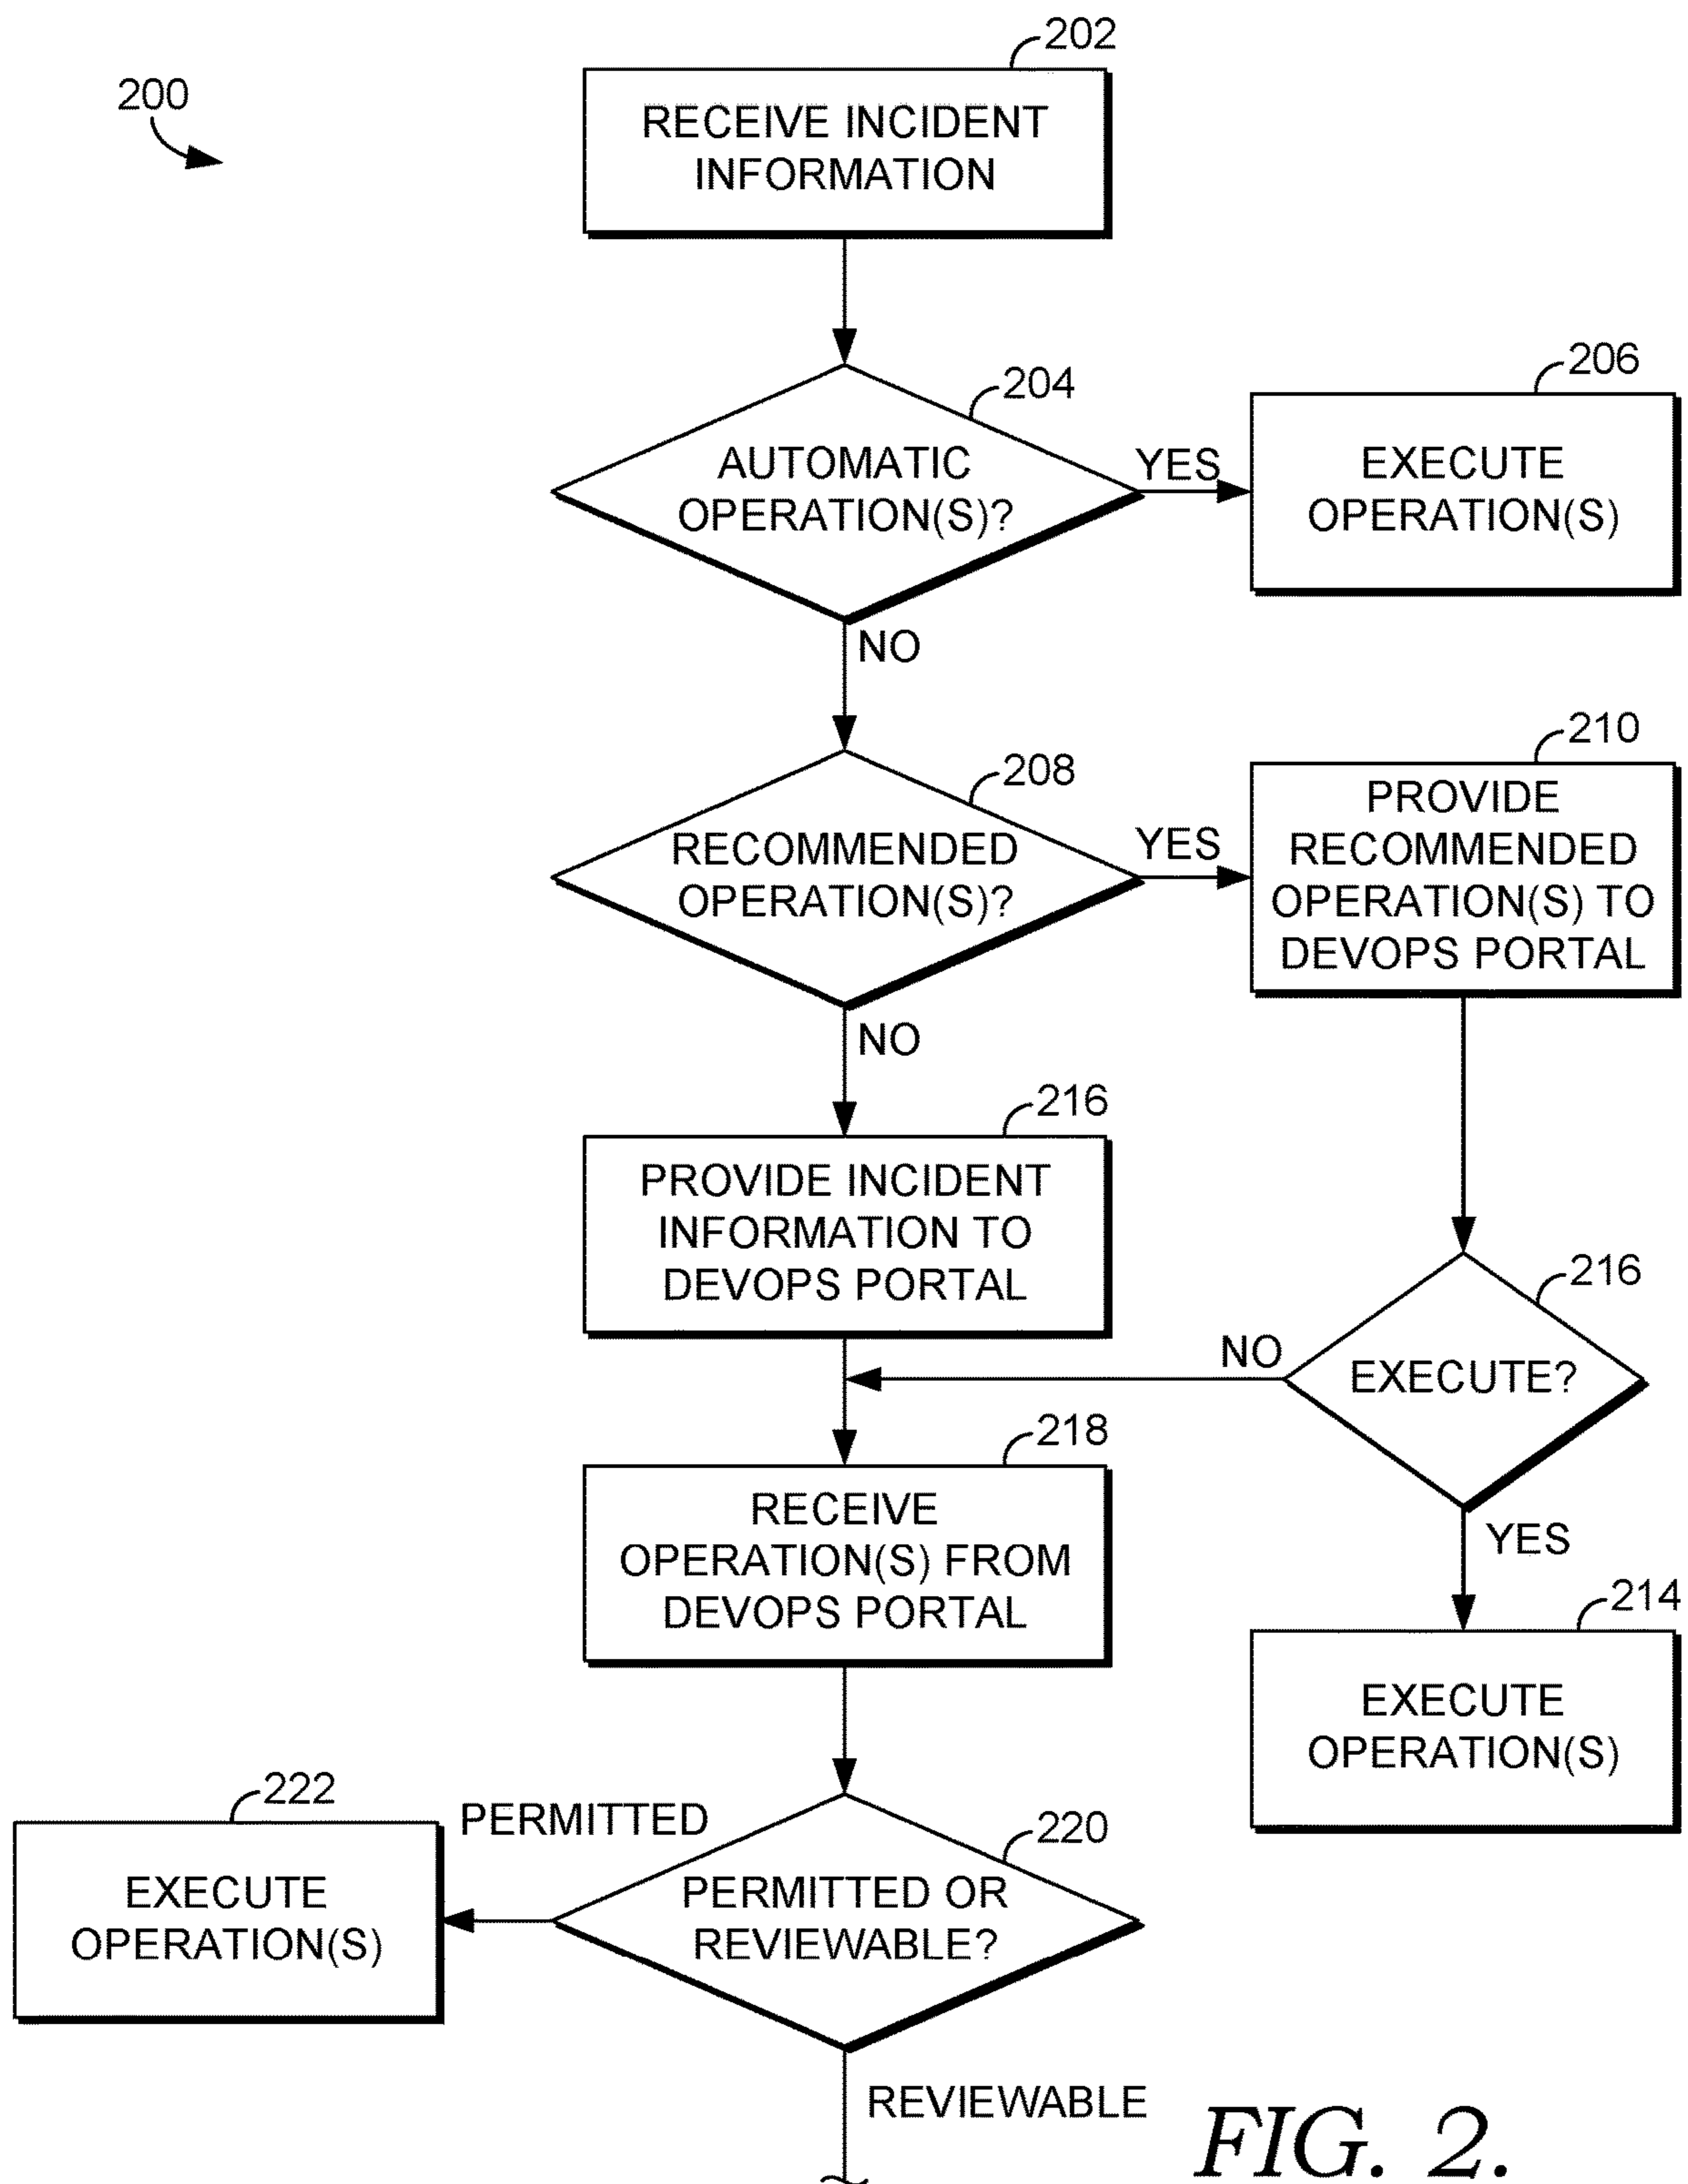 200
202
RECEIVE INCIDENT
INFORMATION
204
AUTOMATIC
OPERATION(S)?
YES
206
EXECUTE
OPERATION(S)
NO
208
RECOMMENDED
OPERATION(S)?
YES
210
PROVIDE
RECOMMENDED
OPERATION(S) TO
DEVOPS PORTAL
NO
216
PROVIDE INCIDENT
INFORMATION TO
DEVOPS PORTAL
216
EXECUTE?
NO
YES
218
RECEIVE
OPERATION(S) FROM
DEVOPS PORTAL
214
EXECUTE
OPERATION(S)
220
PERMITTED OR
REVIEWABLE?
PERMITTED
222
EXECUTE
OPERATION(S)
REVIEWABLE
FIG. 2.